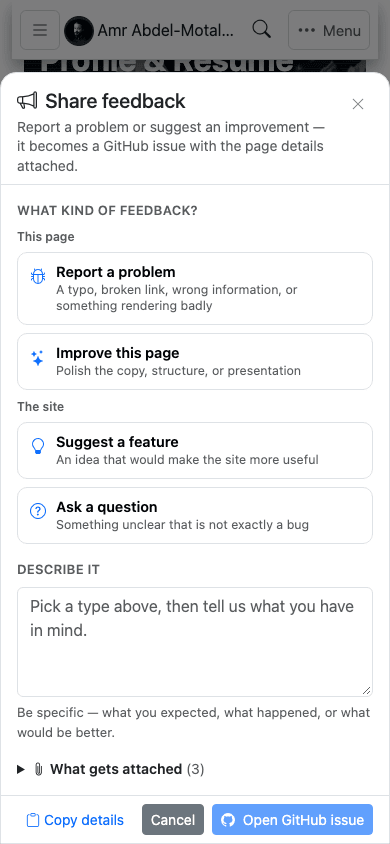 Amr Abdel-Motal...
Menu
Profile & Resume
Share feedback
Report a problem or suggest an improvement —
it becomes a GitHub issue with the page details
attached.
WHAT KIND OF FEEDBACK?
This page
Report a problem
A typo, broken link, wrong information, or
something rendering badly
Improve this page
Polish the copy, structure, or presentation
The site
Suggest a feature
An idea that would make the site more useful
Ask a question
Something unclear that is not exactly a bug
DESCRIBE IT
Pick a type above, then tell us what you have
in mind.
Be specific — what you expected, what happened, or what
would be better.
What gets attached (3)
Copy details
Cancel
Open GitHub issue